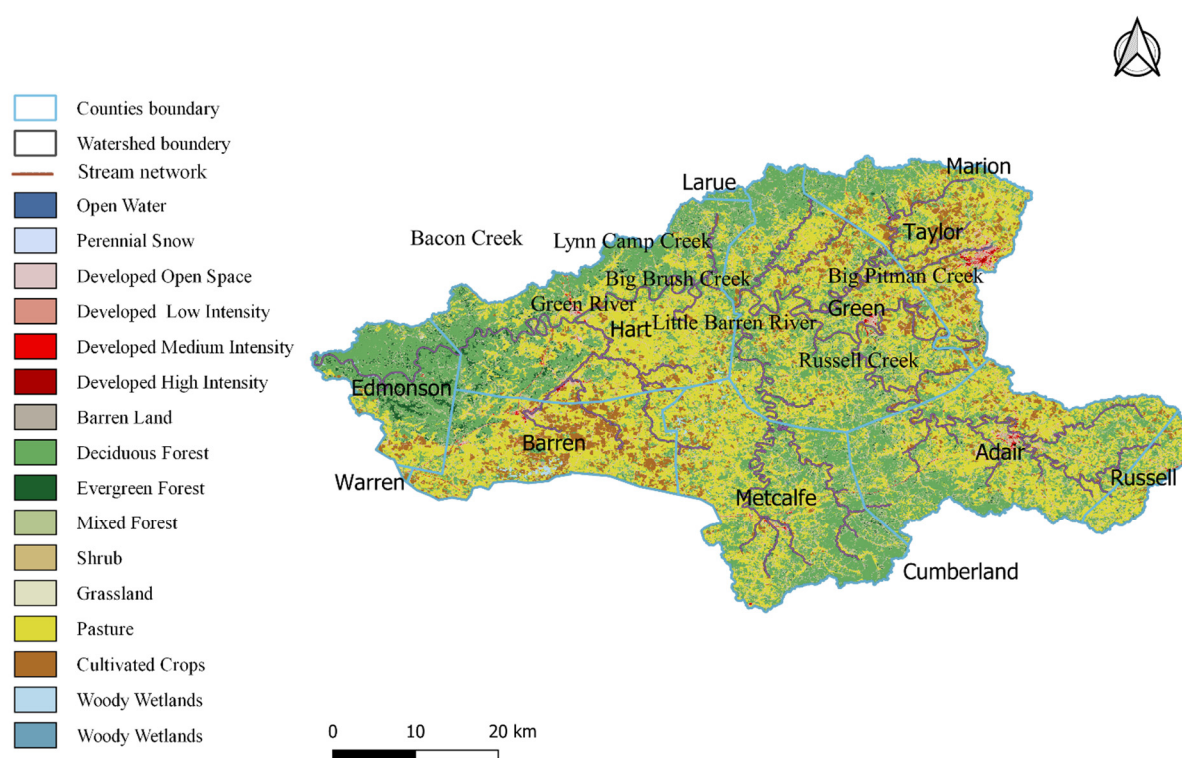 Counties boundary
Watershed boundery
Stream network
Open Water
Perennial Snow
Developed Open Space
Developed Low Intensity
Developed Medium Intensity
Developed High Intensity
Barren Land
Deciduous Forest
Evergreen Forest
Mixed Forest
Shrub
Grassland
Pasture
Cultivated Crops
Woody Wetlands
Woody Wetlands
Marion
Larue
Taylor
Bacon Creek
Lynn Camp Creek
Big Brush Creek
Big Pitman Creek
Green River
Green
Hart
Little Barren River
Russell Creek
Edmonson
Barren
Adair
Warren
Russell
Metcalfe
Cumberland
0 10 20 km